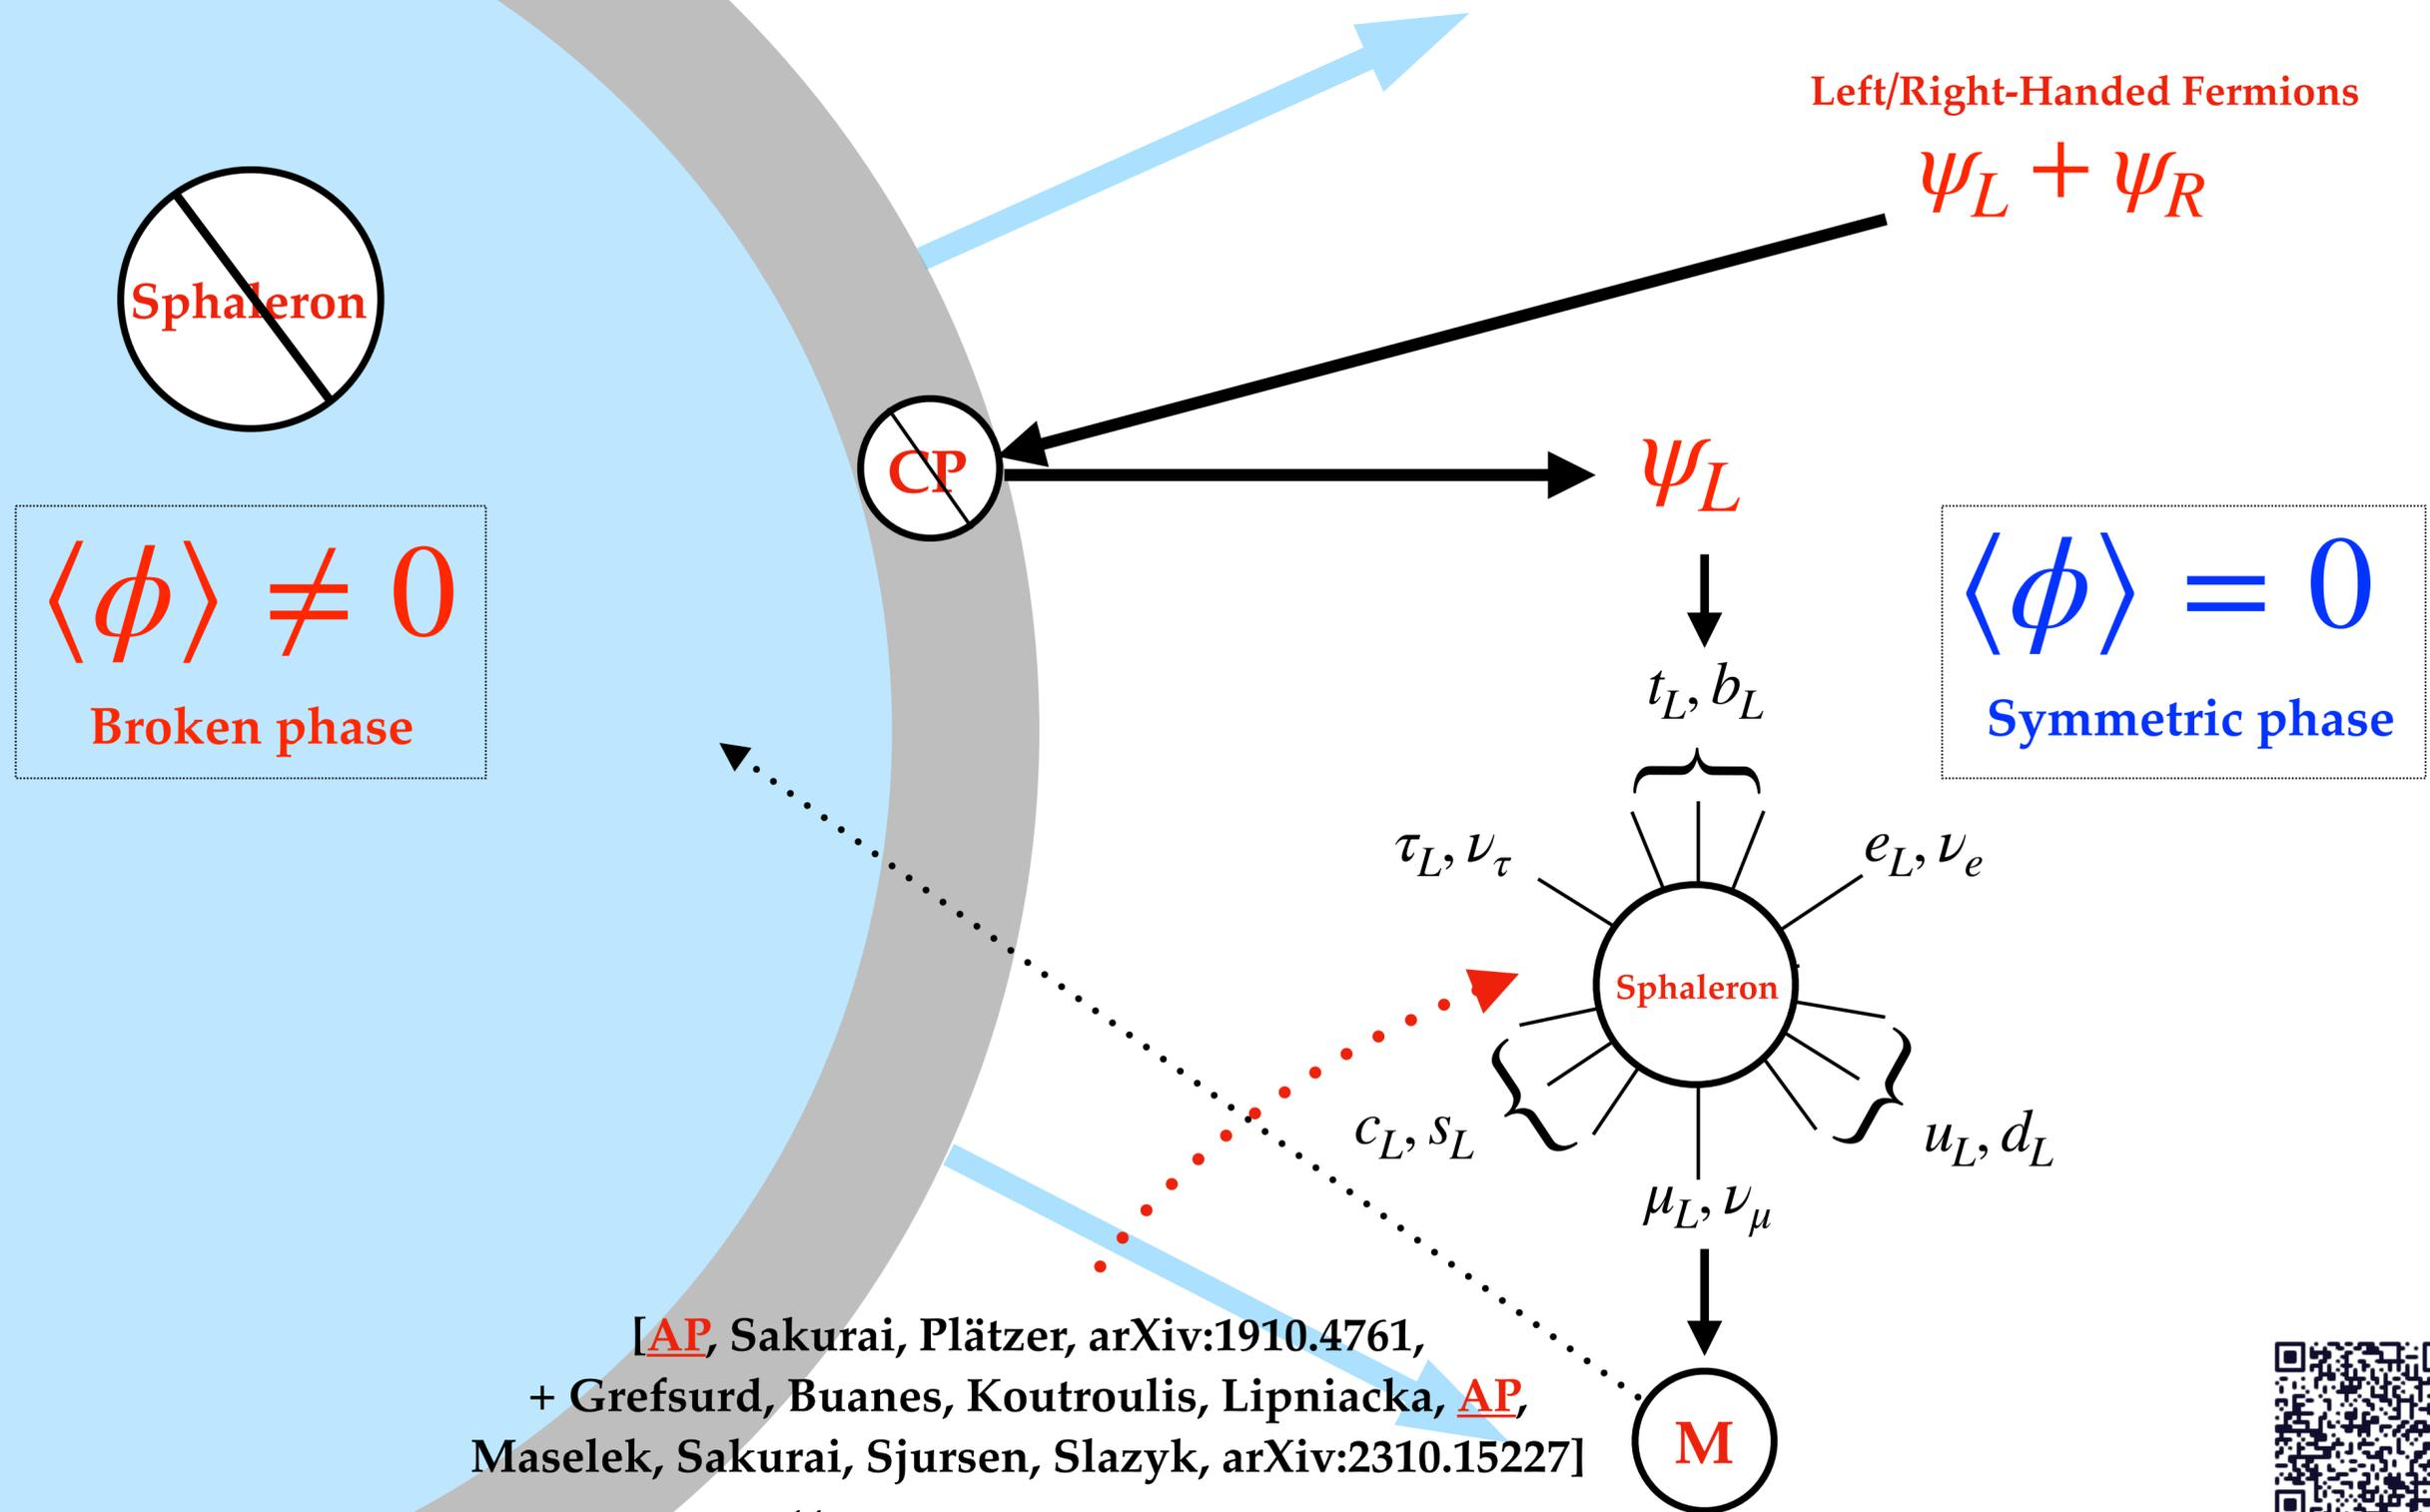 Left/Right-Handed Fermions
ψ_L + ψ_R
Sphaleron
CP
ψ_L
⟨ϕ⟩ ≠ 0
Broken phase
⟨ϕ⟩ = 0
Symmetric phase
t_L, b_L
τ_L, ν_τ
e_L, ν_e
Sphaleron
c_L, s_L
u_L, d_L
μ_L, ν_μ
[AP, Sakurai, Plätzer, arXiv:1910.4761,
+ Grefsurd, Buanes, Koutroulis, Lipniacka, AP,
Maselek, Sakurai, Sjursen, Slazyk, arXiv:2310.15227]
M